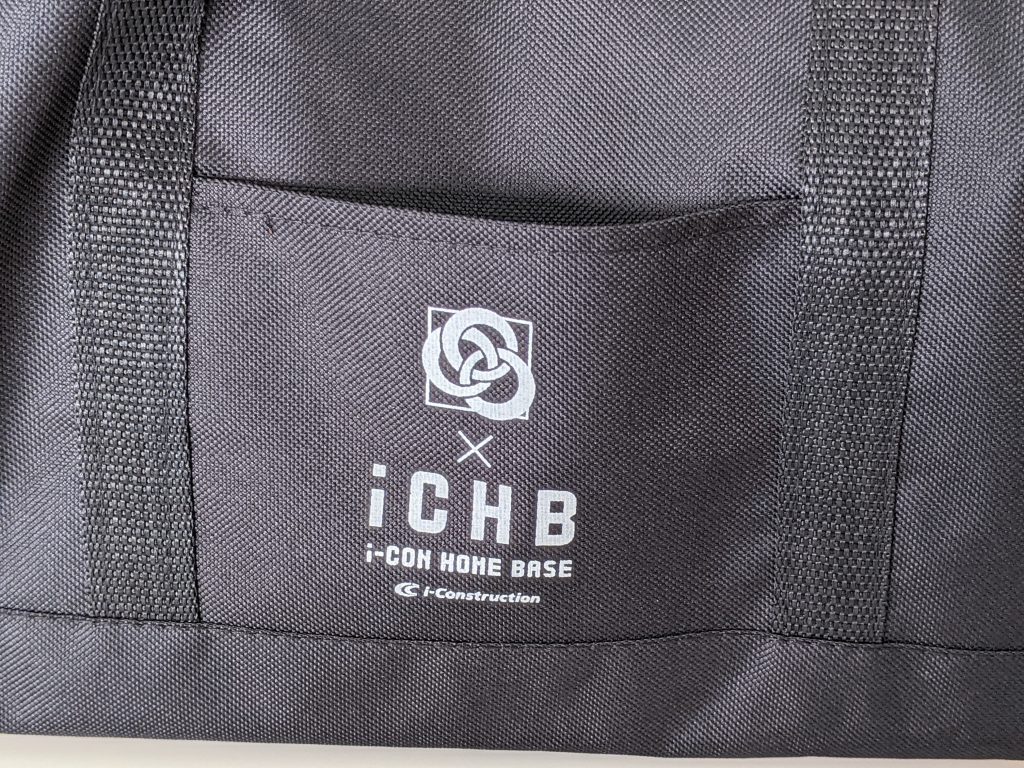 ×
iCHB
i-CON HOME BASE
i-Construction